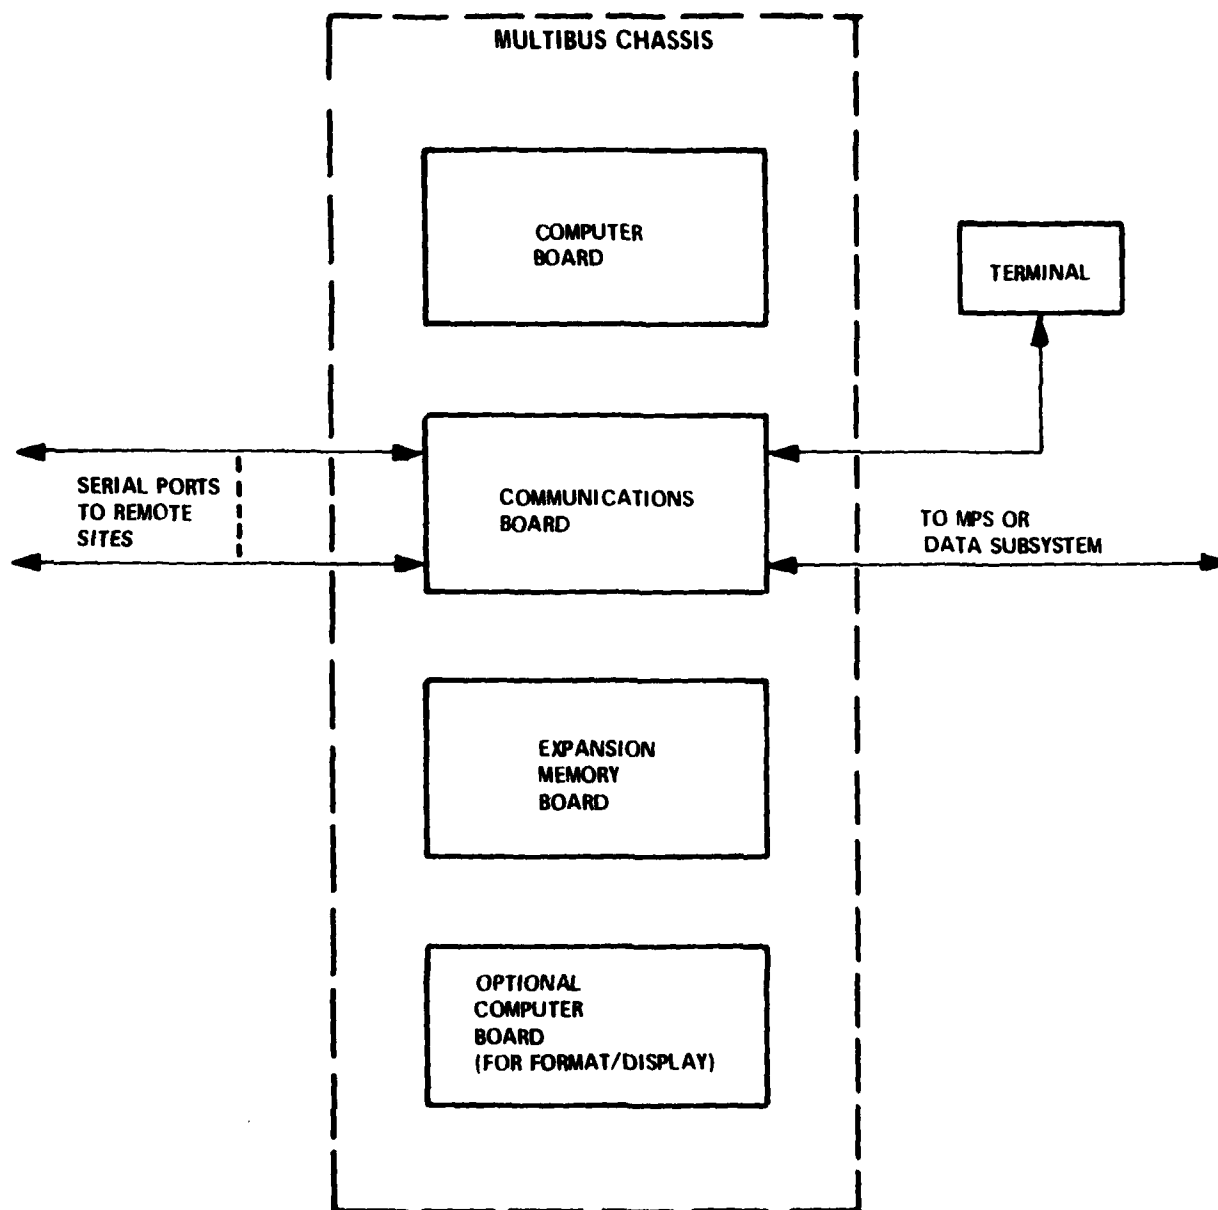 MULTIBUS CHASSIS
COMPUTER
BOARD
TERMINAL
SERIAL PORTS
TO REMOTE
SITES
COMMUNICATIONS
BOARD
TO MPS OR
DATA SUBSYSTEM
EXPANSION
MEMORY
BOARD
OPTIONAL
COMPUTER
BOARD
(FOR FORMAT/DISPLAY)